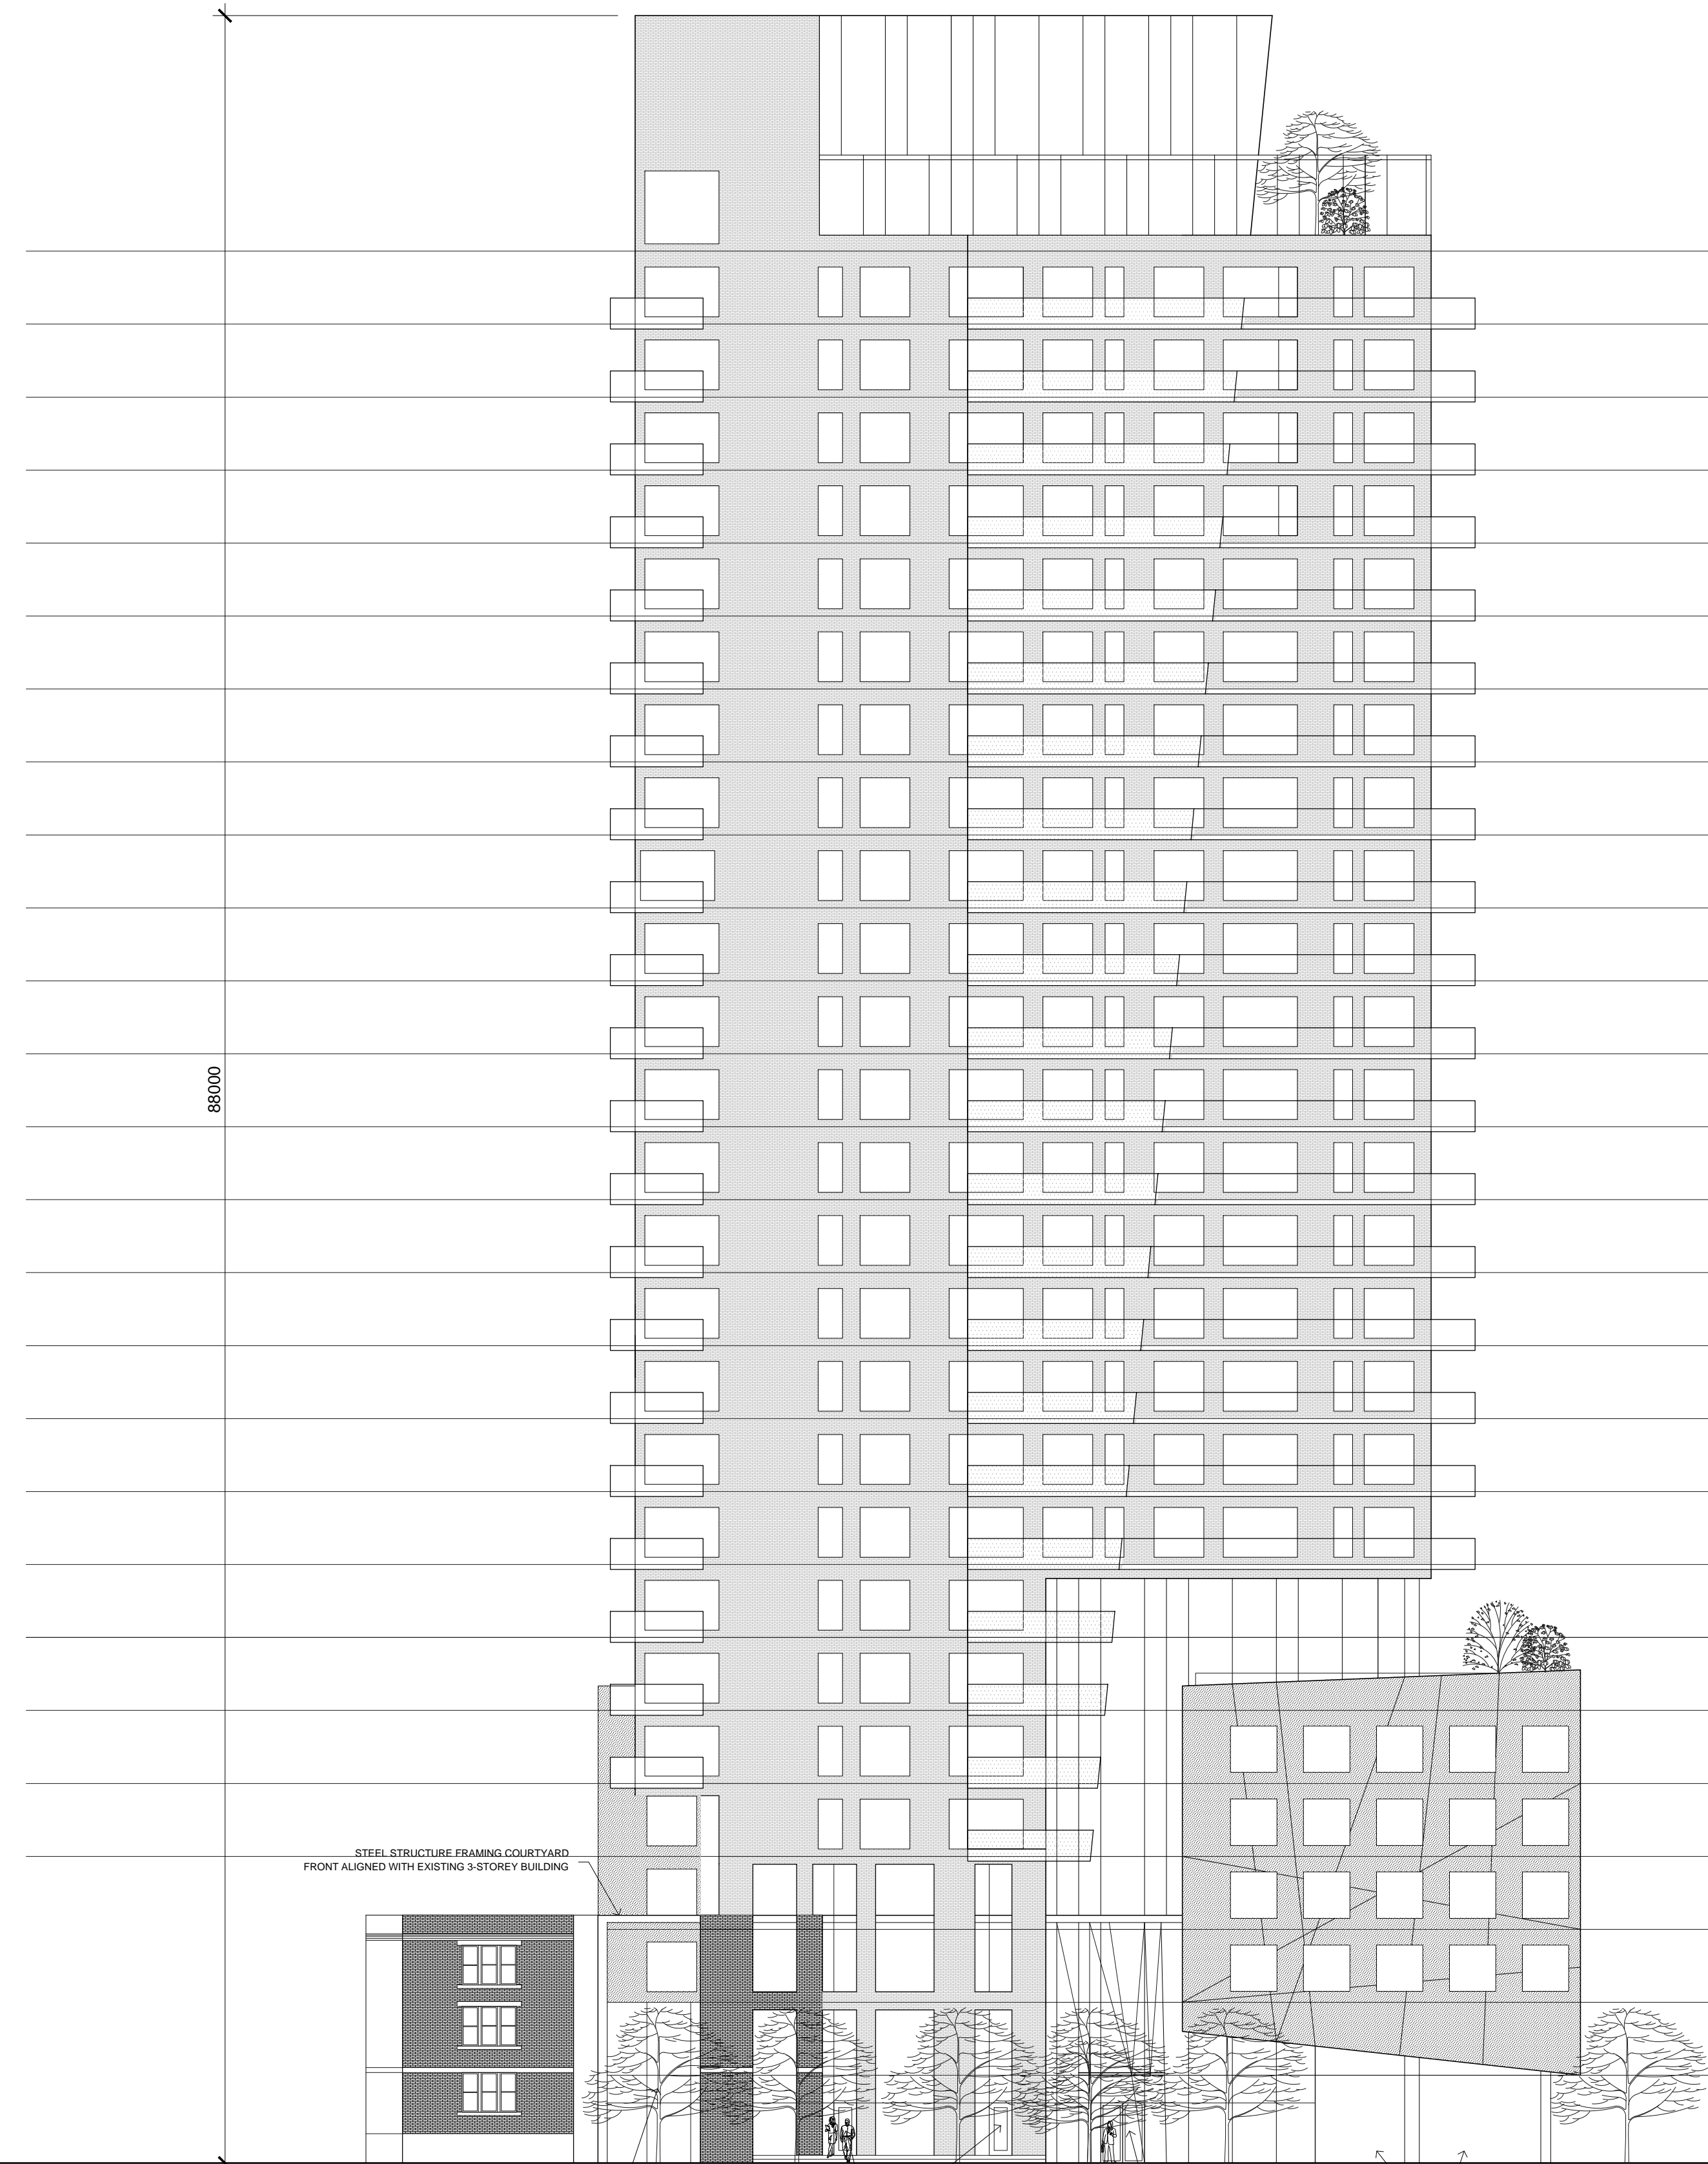 88000
STEEL STRUCTURE FRAMING COURTYARD
FRONT ALIGNED WITH EXISTING 3-STOREY BUILDING